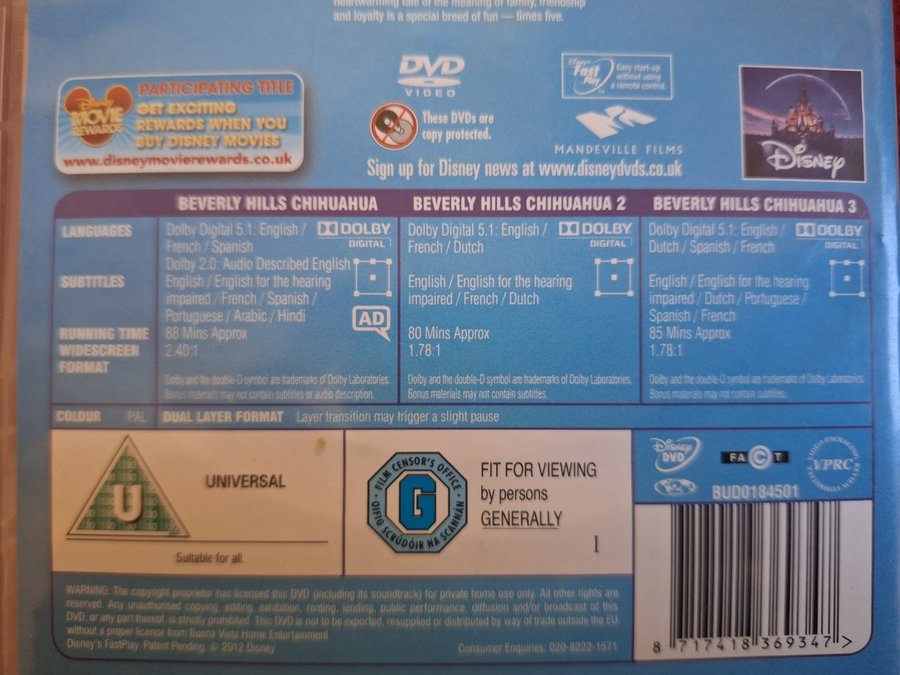 heartwarming tale of the meaning of family, friendship
and loyalty is a special breed of fun — times five.
Disney
MOVIE
REWARDS
PARTICIPATING TITLE
GET EXCITING
REWARDS WHEN YOU
BUY DISNEY MOVIES
www.disneymovierewards.co.uk
DVD
VIDEO
These DVDs are
copy protected.
Disney's
Fast
Play
Easy start-up
without using
a remote control.
MANDEVILLE FILMS
Sign up for Disney news at www.disneydvds.co.uk
Disney
BEVERLY HILLS CHIHUAHUA
BEVERLY HILLS CHIHUAHUA 2
BEVERLY HILLS CHIHUAHUA 3
LANGUAGES
Dolby Digital 5.1: English /
French / Spanish
Dolby 2.0: Audio Described English
DOLBY
DIGITAL
Dolby Digital 5.1: English /
French / Dutch
DOLBY
DIGITAL
Dolby Digital 5.1: English /
Dutch / Spanish / French
DOLBY
DIGITAL
SUBTITLES
English / English for the hearing
impaired / French / Spanish /
Portuguese / Arabic / Hindi
AD
English / English for the hearing
impaired / French / Dutch
English / English for the hearing
impaired / Dutch / Portuguese /
Spanish / French
RUNNING TIME
88 Mins Approx
80 Mins Approx
85 Mins Approx
WIDESCREEN
FORMAT
2.40:1
1.78:1
1.78:1
Dolby and the double-D symbol are trademarks of Dolby Laboratories.
Bonus materials may not contain subtitles or audio description.
Dolby and the double-D symbol are trademarks of Dolby Laboratories.
Bonus materials may not contain subtitles.
Dolby and the double-D symbol are trademarks of Dolby Laboratories.
Bonus materials may not contain subtitles.
COLOUR PAL DUAL LAYER FORMAT Layer transition may trigger a slight pause
U
UNIVERSAL
Suitable for all.
FILM CENSOR'S OFFICE
G
OIFIG SCRÚDÓIR NA SCANNÁN
FIT FOR VIEWING
by persons
GENERALLY
I
Disney
DVD
FACT
VIDEO PACKAGING REVIEW COMMITTEE
VPRC
2
BUD0184501
WARNING: The copyright proprietor has licensed this DVD (including its soundtrack) for private home use only. All other rights are
reserved. Any unauthorised copying, editing, exhibition, renting, lending, public performance, diffusion and/or broadcast of this
DVD, or any part thereof, is strictly prohibited. This DVD is not to be exported, resupplied or distributed by way of trade outside the EU
without a proper licence from Buena Vista Home Entertainment.
Disney's FastPlay. Patent Pending. © 2012 Disney
Consumer Enquiries: 020-8222-1571
8 717418 369347 >